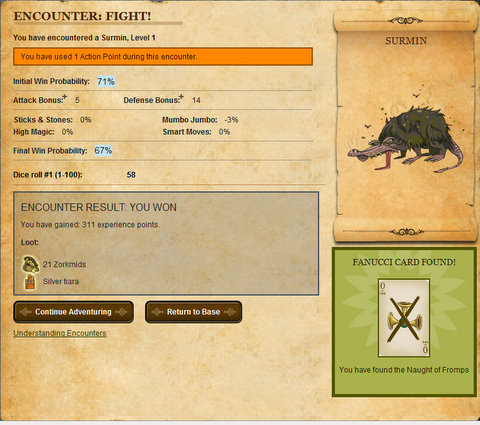 ENCOUNTER: FIGHT!
You have encountered a Surmin, Level 1
You have used 1 Action Point during this encounter.
Initial Win Probability: 71%
Attack Bonus:+ 5 Defense Bonus:+ 14
Sticks & Stones: 0% Mumbo Jumbo: -3%
High Magic: 0% Smart Moves: 0%
Final Win Probability: 67%
Dice roll #1 (1-100): 58
ENCOUNTER RESULT: YOU WON
You have gained: 311 experience points.
Loot:
21 Zorkmids
Silver tiara
Continue Adventuring Return to Base
Understanding Encounters
SURMIN
FANUCCI CARD FOUND!
0
0
You have found the Naught of Fromps